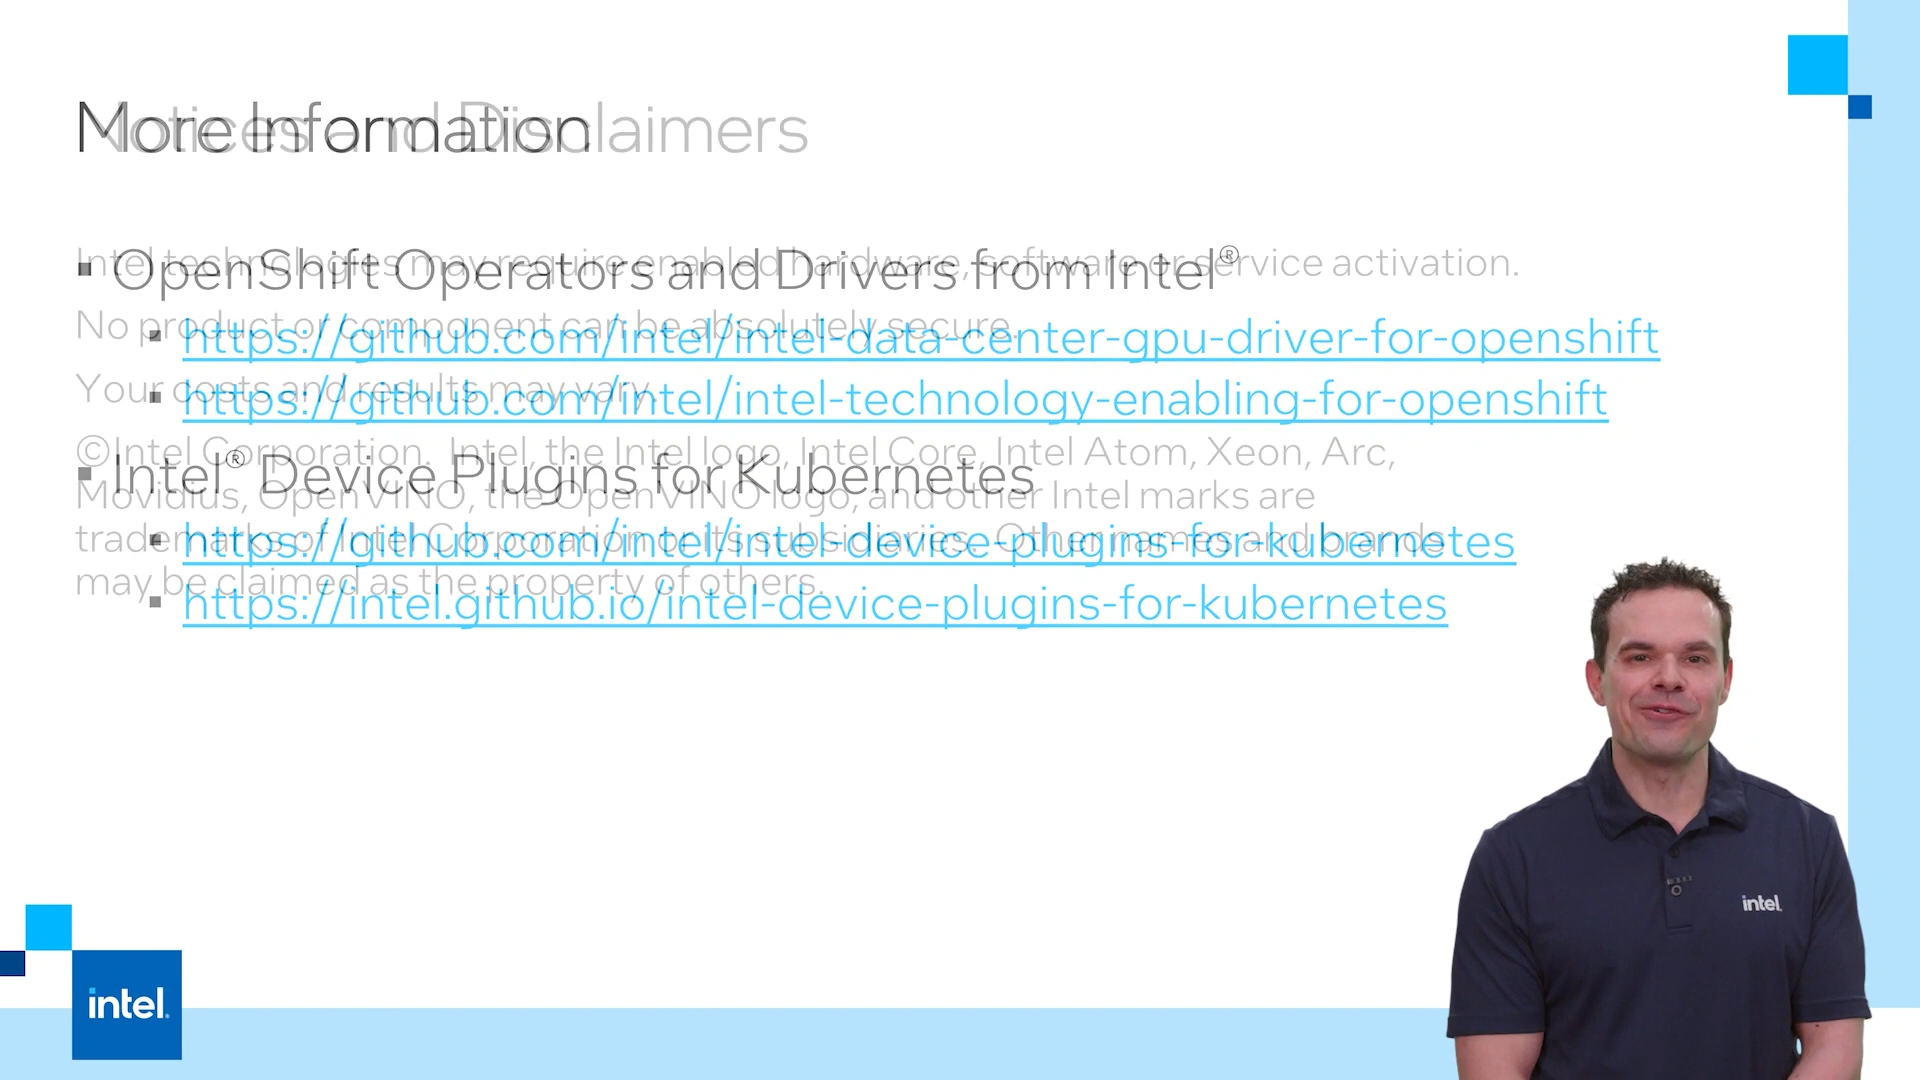 More Information
Notices and Disclaimers
▪ OpenShift Operators and Drivers from Intel®
▪ https://github.com/intel/intel-data-center-gpu-driver-for-openshift
▪ https://github.com/intel/intel-technology-enabling-for-openshift
▪ Intel® Device Plugins for Kubernetes
▪ https://github.com/intel/intel-device-plugins-for-kubernetes
▪ https://intel.github.io/intel-device-plugins-for-kubernetes
Intel technologies may require enabled hardware, software or service activation.
No product or component can be absolutely secure.
Your costs and results may vary.
©Intel Corporation. Intel, the Intel logo, Intel Core, Intel Atom, Xeon, Arc,
Movidius, OpenVINO, the OpenVINO logo, and other Intel marks are
trademarks of Intel Corporation or its subsidiaries. Other names and brands
may be claimed as the property of others.
intel.
intel.